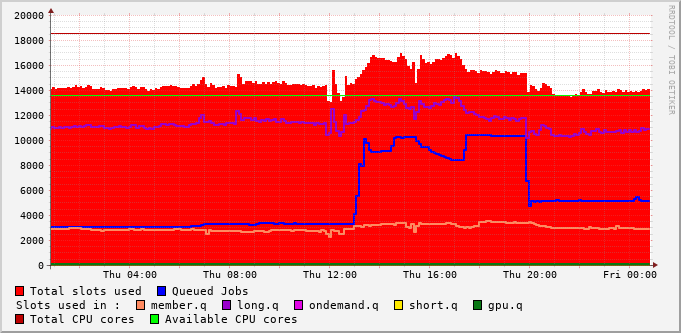 20000
18000
16000
14000
12000
10000
8000
6000
4000
2000
0
Thu 04:00 Thu 08:00 Thu 12:00 Thu 16:00 Thu 20:00 Fri 00:00
RRDTOOL / TOBI OETIKER
Total slots used Queued Jobs
Slots used in : member.q long.q ondemand.q short.q gpu.q
Total CPU cores Available CPU cores